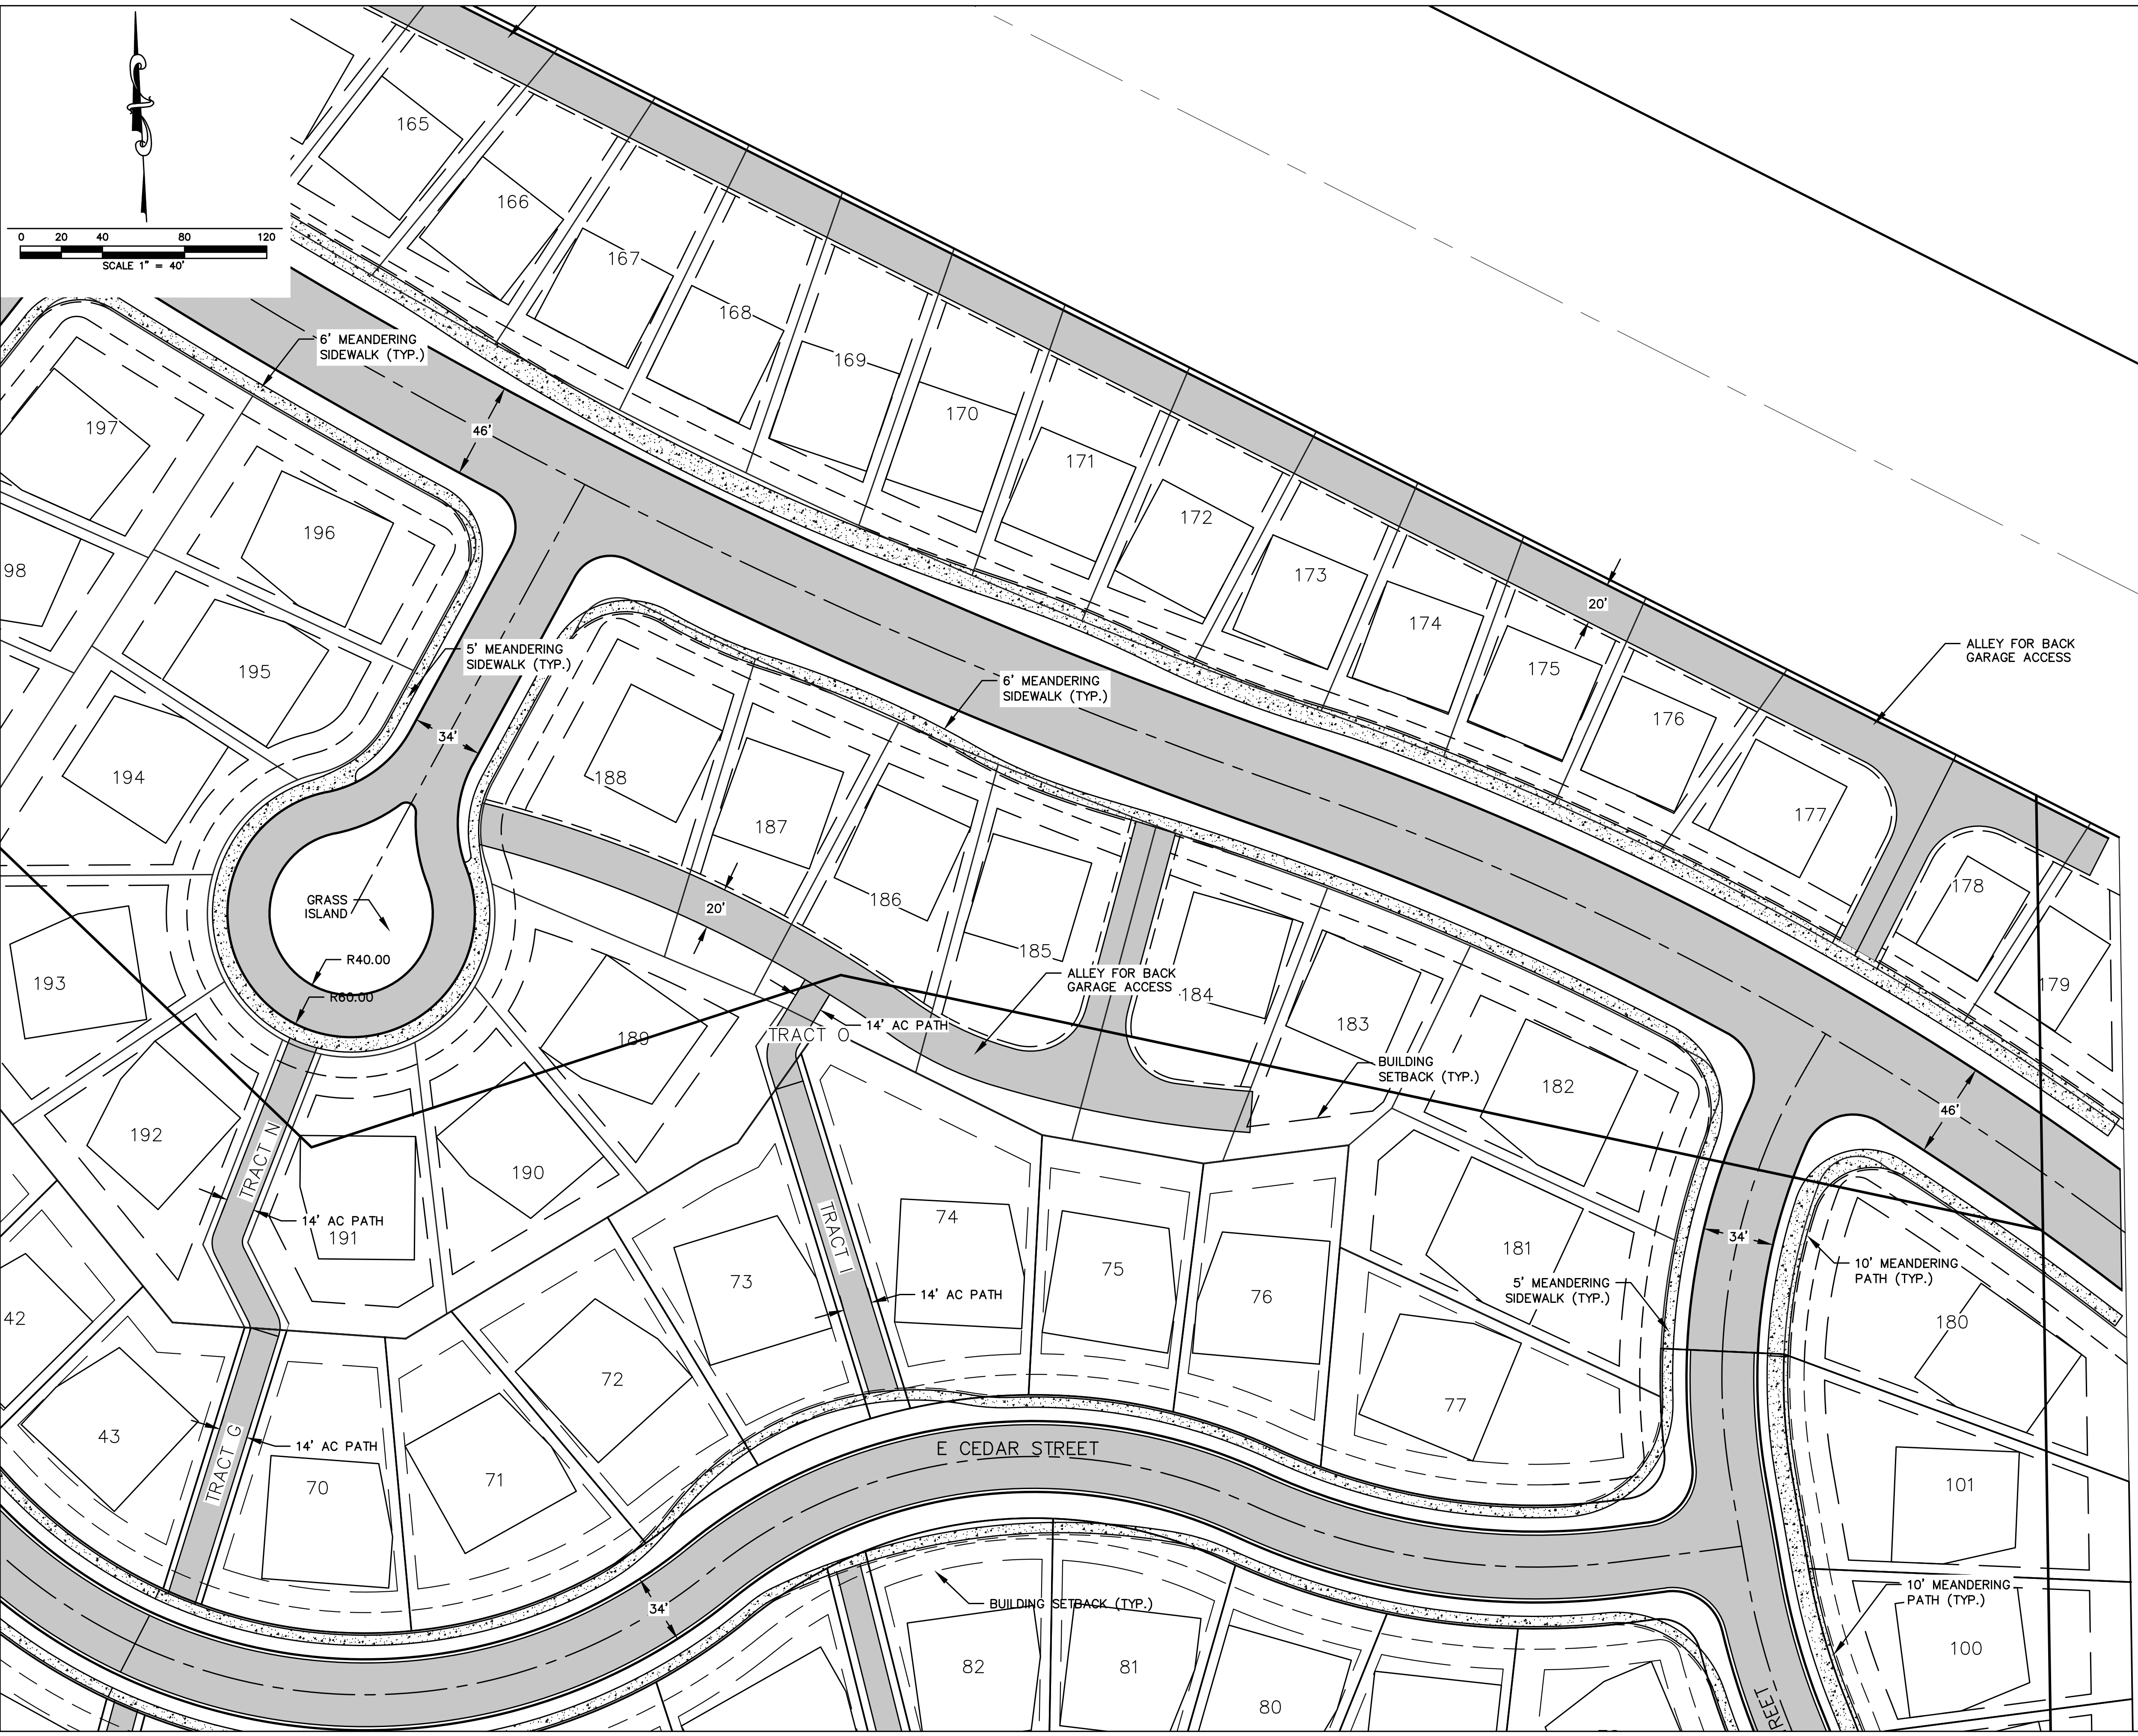 165
166
0 20 40 80 120
SCALE 1" = 40'
167
168
6' MEANDERING
SIDEWALK (TYP.)
169
170
197
46'
171
172
196
98
173
20'
174
175
5' MEANDERING
SIDEWALK (TYP.)
195
ALLEY FOR BACK
GARAGE ACCESS
6' MEANDERING
SIDEWALK (TYP.)
176
34'
194
188
177
187
178
GRASS
ISLAND
20'
186
185
R40.00
193
ALLEY FOR BACK
GARAGE ACCESS
179
R60.00
184
14' AC PATH
TRACT O
189
183
BUILDING
SETBACK (TYP.)
182
46'
192
TRACT N
190
14' AC PATH
191
TRACT I
74
181
34'
10' MEANDERING
PATH (TYP.)
73
75
5' MEANDERING
SIDEWALK (TYP.)
14' AC PATH
76
42
180
72
77
43
14' AC PATH
TRACT G
E CEDAR STREET
70
71
101
34'
BUILDING SETBACK (TYP.)
10' MEANDERING
PATH (TYP.)
82
81
100
80
REET